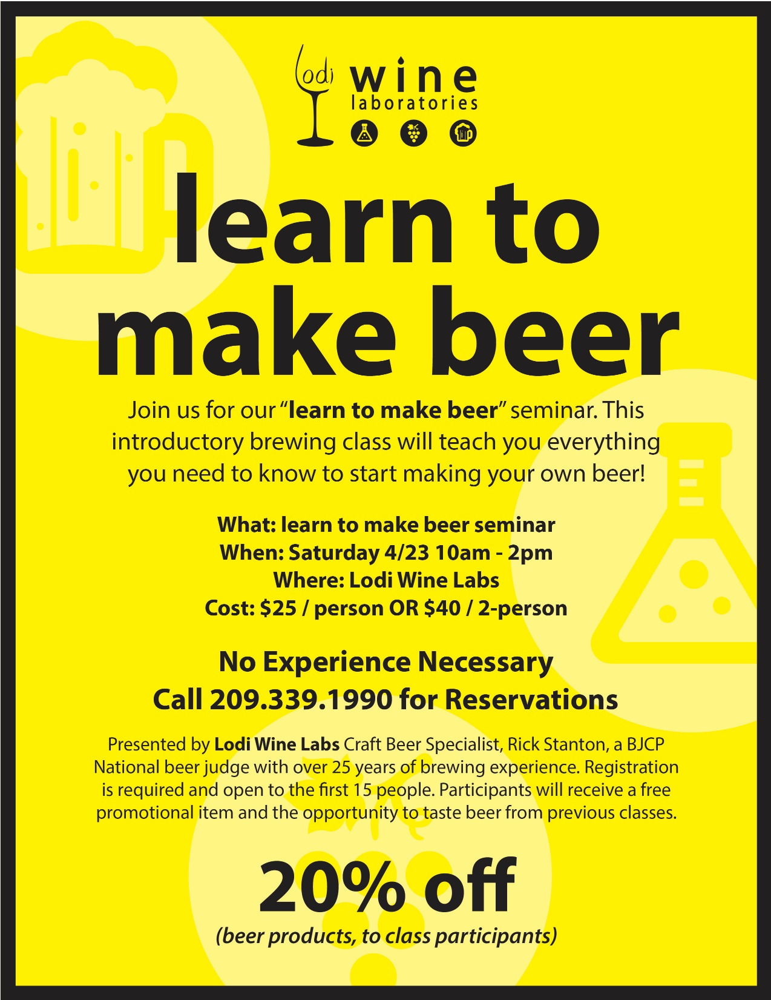 Lodi wine
laboratories
learn to
make beer
Join us for our “learn to make beer” seminar. This
introductory brewing class will teach you everything
you need to know to start making your own beer!
What: learn to make beer seminar
When: Saturday 4/23 10am - 2pm
Where: Lodi Wine Labs
Cost: $25 / person OR $40 / 2-person
No Experience Necessary
Call 209.339.1990 for Reservations
Presented by Lodi Wine Labs Craft Beer Specialist, Rick Stanton, a BJCP
National beer judge with over 25 years of brewing experience. Registration
is required and open to the first 15 people. Participants will receive a free
promotional item and the opportunity to taste beer from previous classes.
20% off
(beer products, to class participants)